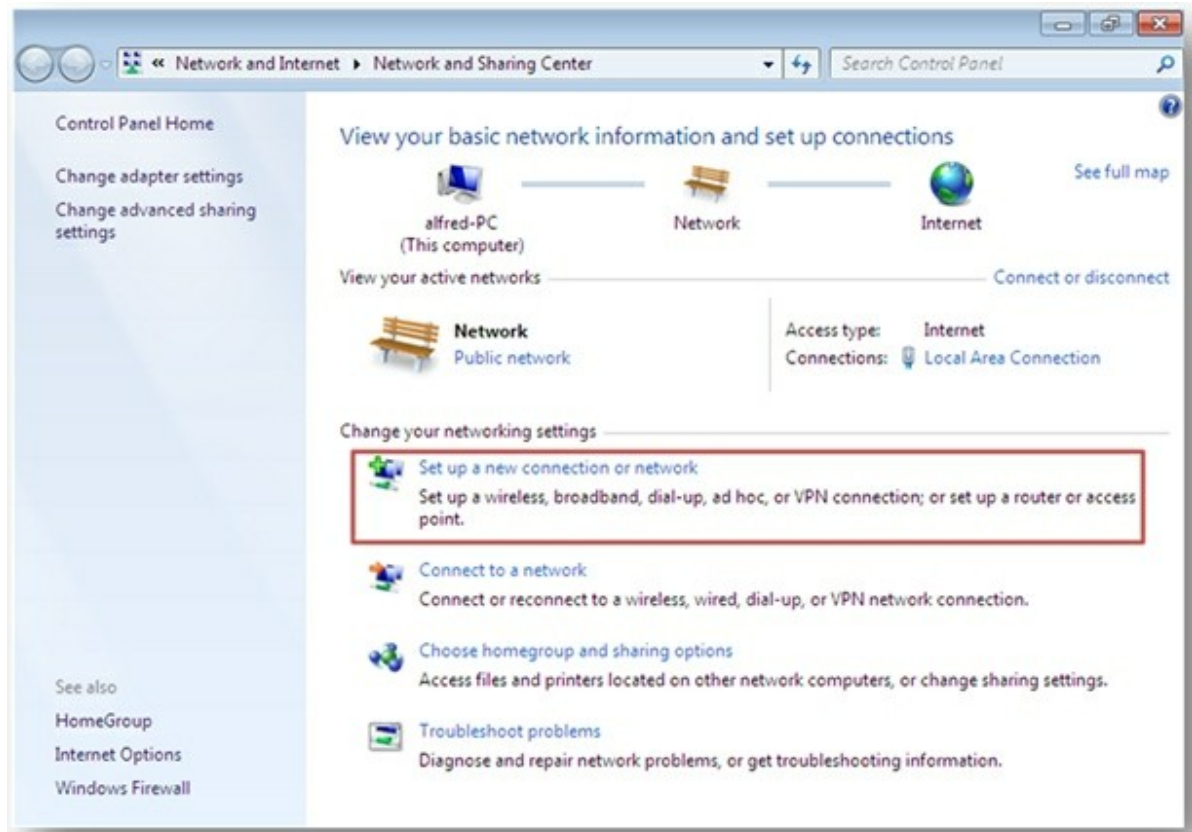 « Network and Internet ▸ Network and Sharing Center
Search Control Panel
Control Panel Home
Change adapter settings
Change advanced sharing
settings
See also
HomeGroup
Internet Options
Windows Firewall
View your basic network information and set up connections
See full map
alfred-PC
(This computer)
Network
Internet
View your active networks
Connect or disconnect
Network
Public network
Access type: Internet
Connections: Local Area Connection
Change your networking settings
Set up a new connection or network
Set up a wireless, broadband, dial-up, ad hoc, or VPN connection; or set up a router or access
point.
Connect to a network
Connect or reconnect to a wireless, wired, dial-up, or VPN network connection.
Choose homegroup and sharing options
Access files and printers located on other network computers, or change sharing settings.
Troubleshoot problems
Diagnose and repair network problems, or get troubleshooting information.